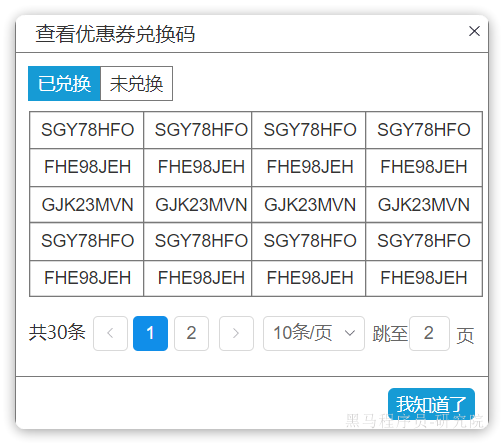 查看优惠券兑换码 ×
已兑换 未兑换
SGY78HFO SGY78HFO SGY78HFO SGY78HFO
FHE98JEH FHE98JEH FHE98JEH FHE98JEH
GJK23MVN GJK23MVN GJK23MVN GJK23MVN
SGY78HFO SGY78HFO SGY78HFO SGY78HFO
FHE98JEH FHE98JEH FHE98JEH FHE98JEH
共30条 < 1 2 > 10条/页 跳至 2 页
我知道了
黑马程序员-研究院